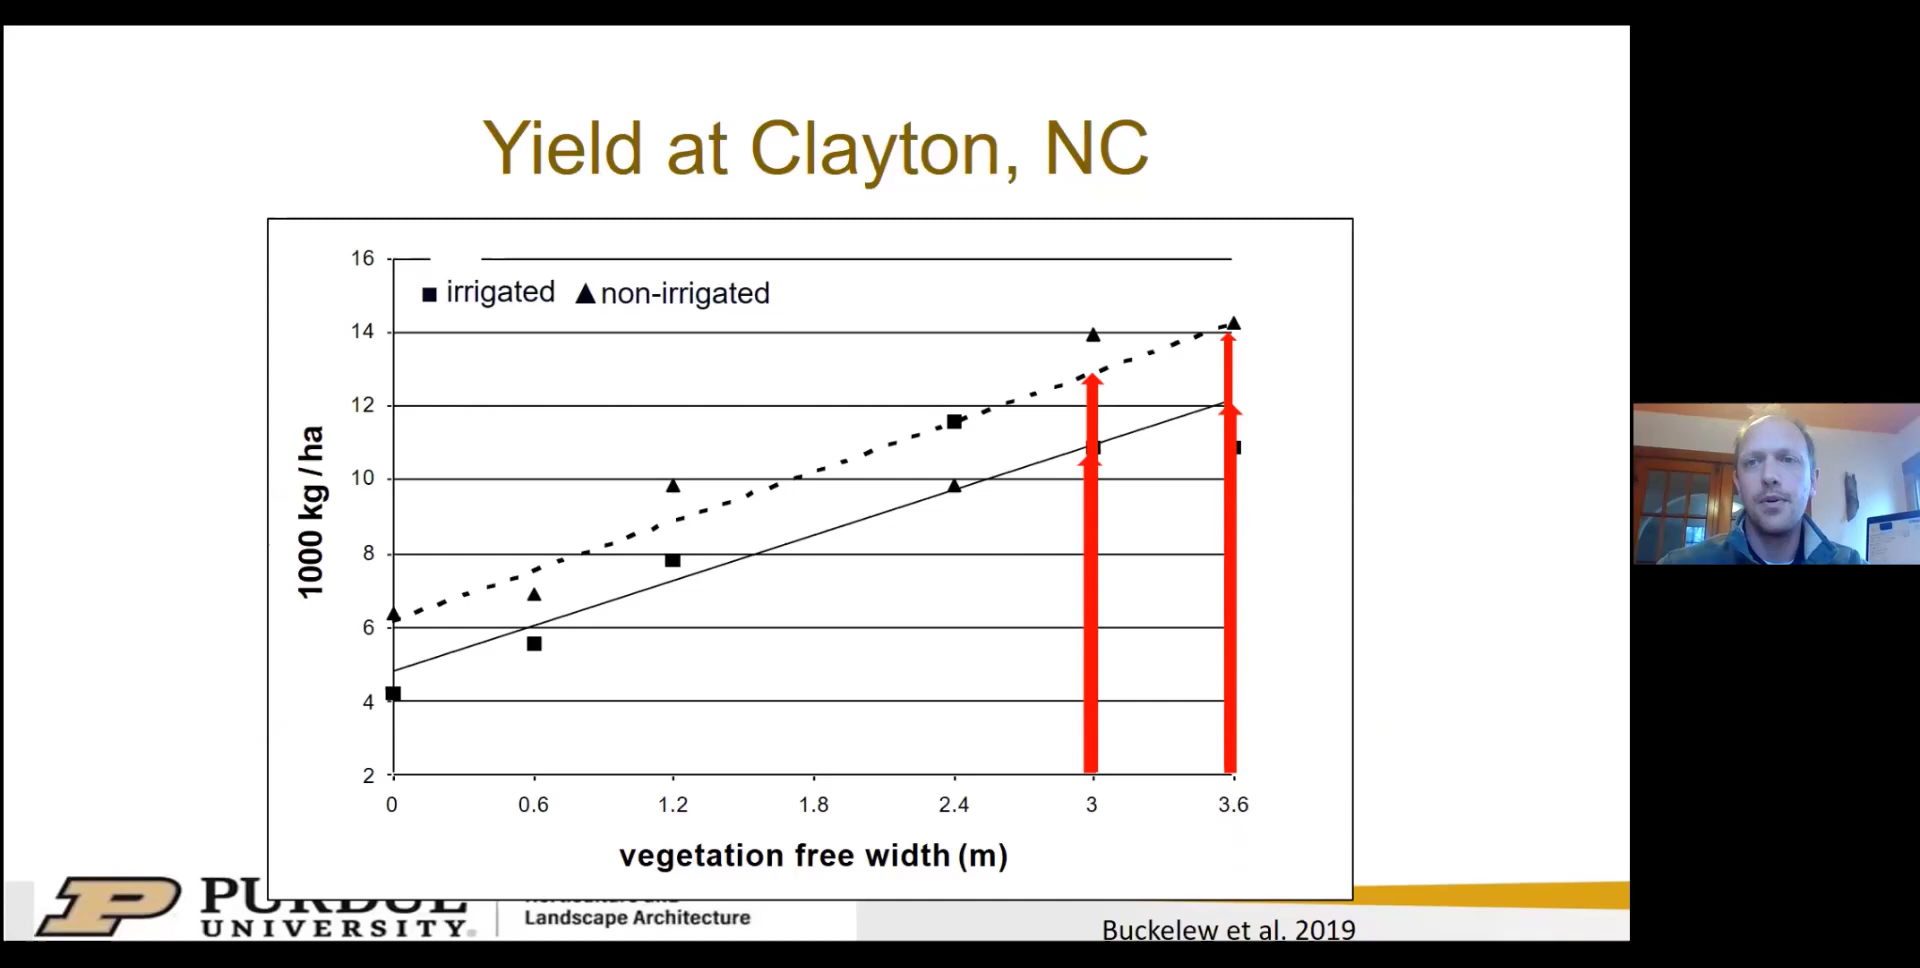 Yield at Clayton, NC
16
irrigated non-irrigated
14
12
10
8
6
4
2
1000 kg / ha
0 0.6 1.2 1.8 2.4 3 3.6
vegetation free width (m)
PURDUE
UNIVERSITY.
Landscape Architecture
Buckelew et al. 2019